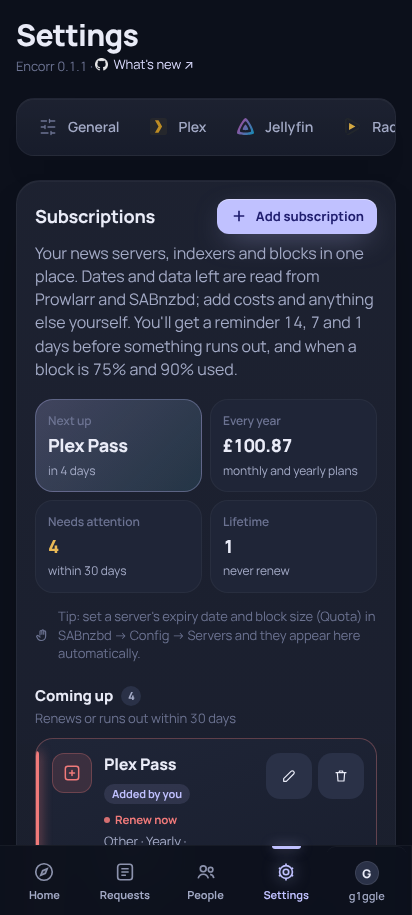 Settings
Encorr 0.1.1 · What's new ↗
General Plex Jellyfin Rad
Subscriptions
+ Add subscription
Your news servers, indexers and blocks in one
place. Dates and data left are read from
Prowlarr and SABnzbd; add costs and anything
else yourself. You'll get a reminder 14, 7 and 1
days before something runs out, and when a
block is 75% and 90% used.
Next up
Plex Pass
in 4 days
Every year
£100.87
monthly and yearly plans
Needs attention
4
within 30 days
Lifetime
1
never renew
Tip: set a server's expiry date and block size (Quota) in
SABnzbd → Config → Servers and they appear here
automatically.
Coming up 4
Renews or runs out within 30 days
Plex Pass
Added by you
Renew now
Other · Yearly ·
Home
Requests
People
Settings
G
g1ggle